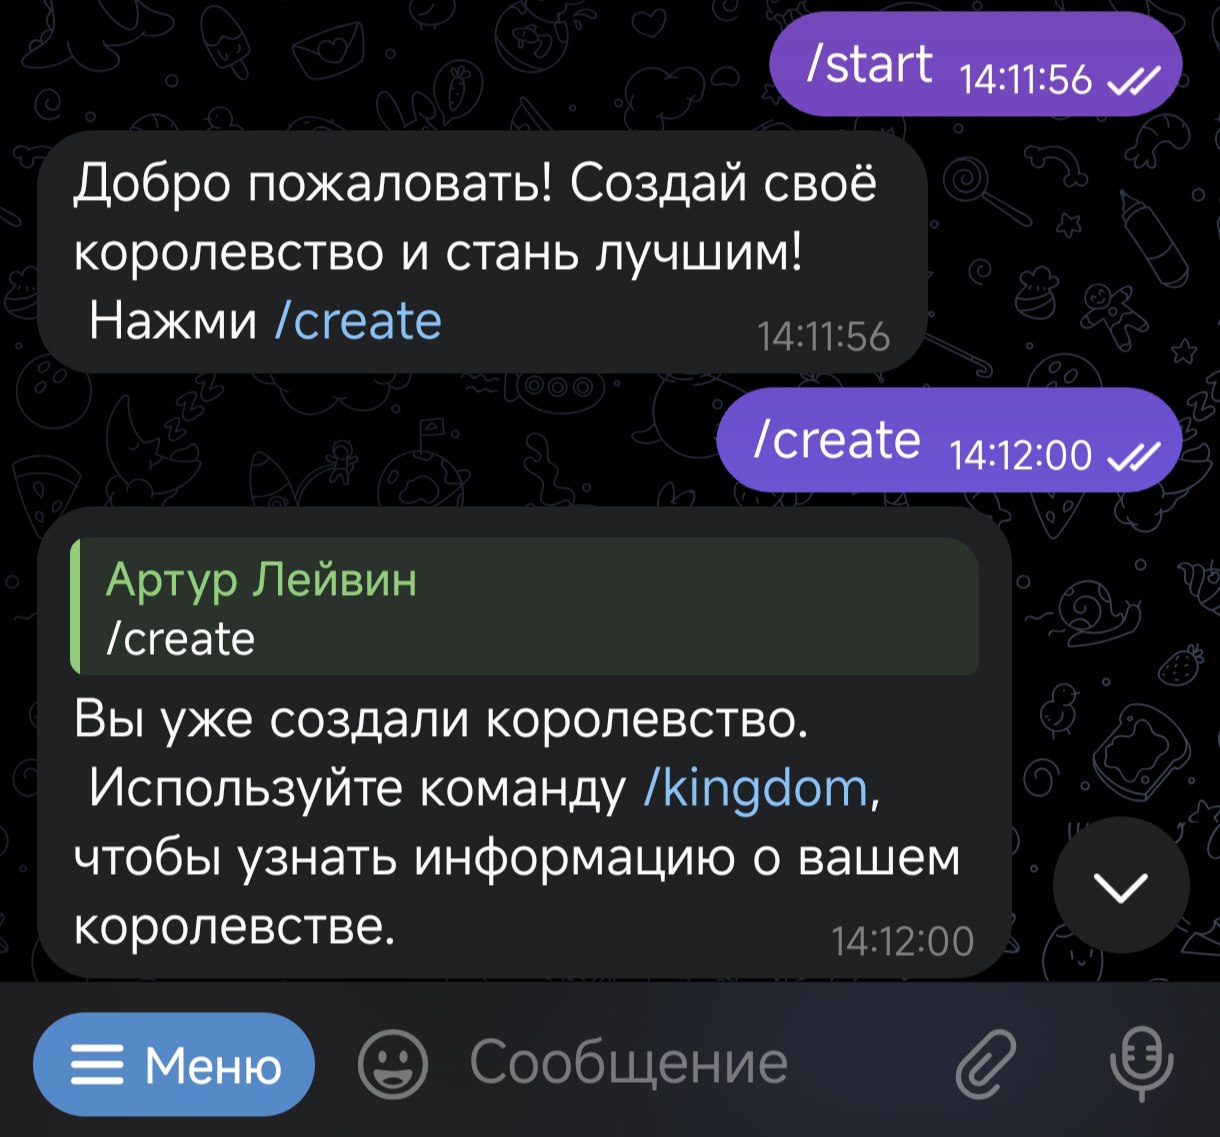 /start 14:11:56
Добро пожаловать! Создай своё
королевство и стань лучшим!
Нажми /create
14:11:56
/create 14:12:00
Артур Лейвин
/create
Вы уже создали королевство.
Используйте команду /kingdom,
чтобы узнать информацию о вашем
королевстве.
14:12:00
Меню
Сообщение